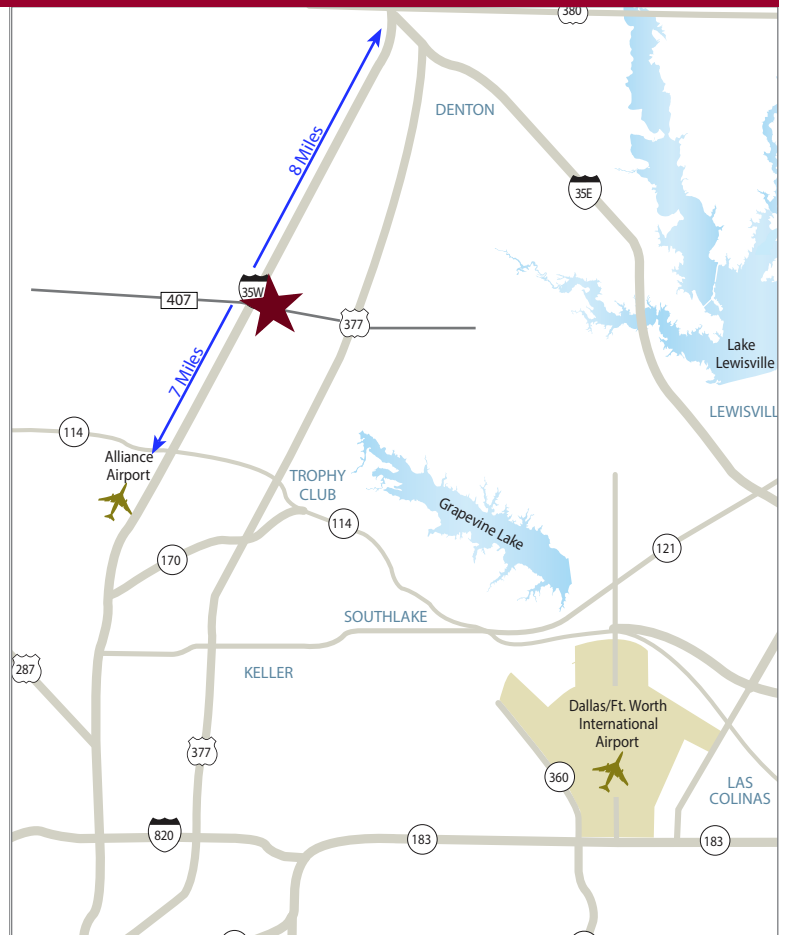 380
DENTON
8 Miles
35E
35W
407
377
7 Miles
Lake
Lewisville
LEWISVILL
114
Alliance
Airport
TROPHY
CLUB
Grapevine Lake
114
121
170
SOUTHLAKE
287
KELLER
Dallas/Ft. Worth
International
Airport
377
360
LAS
COLINAS
820
183
183